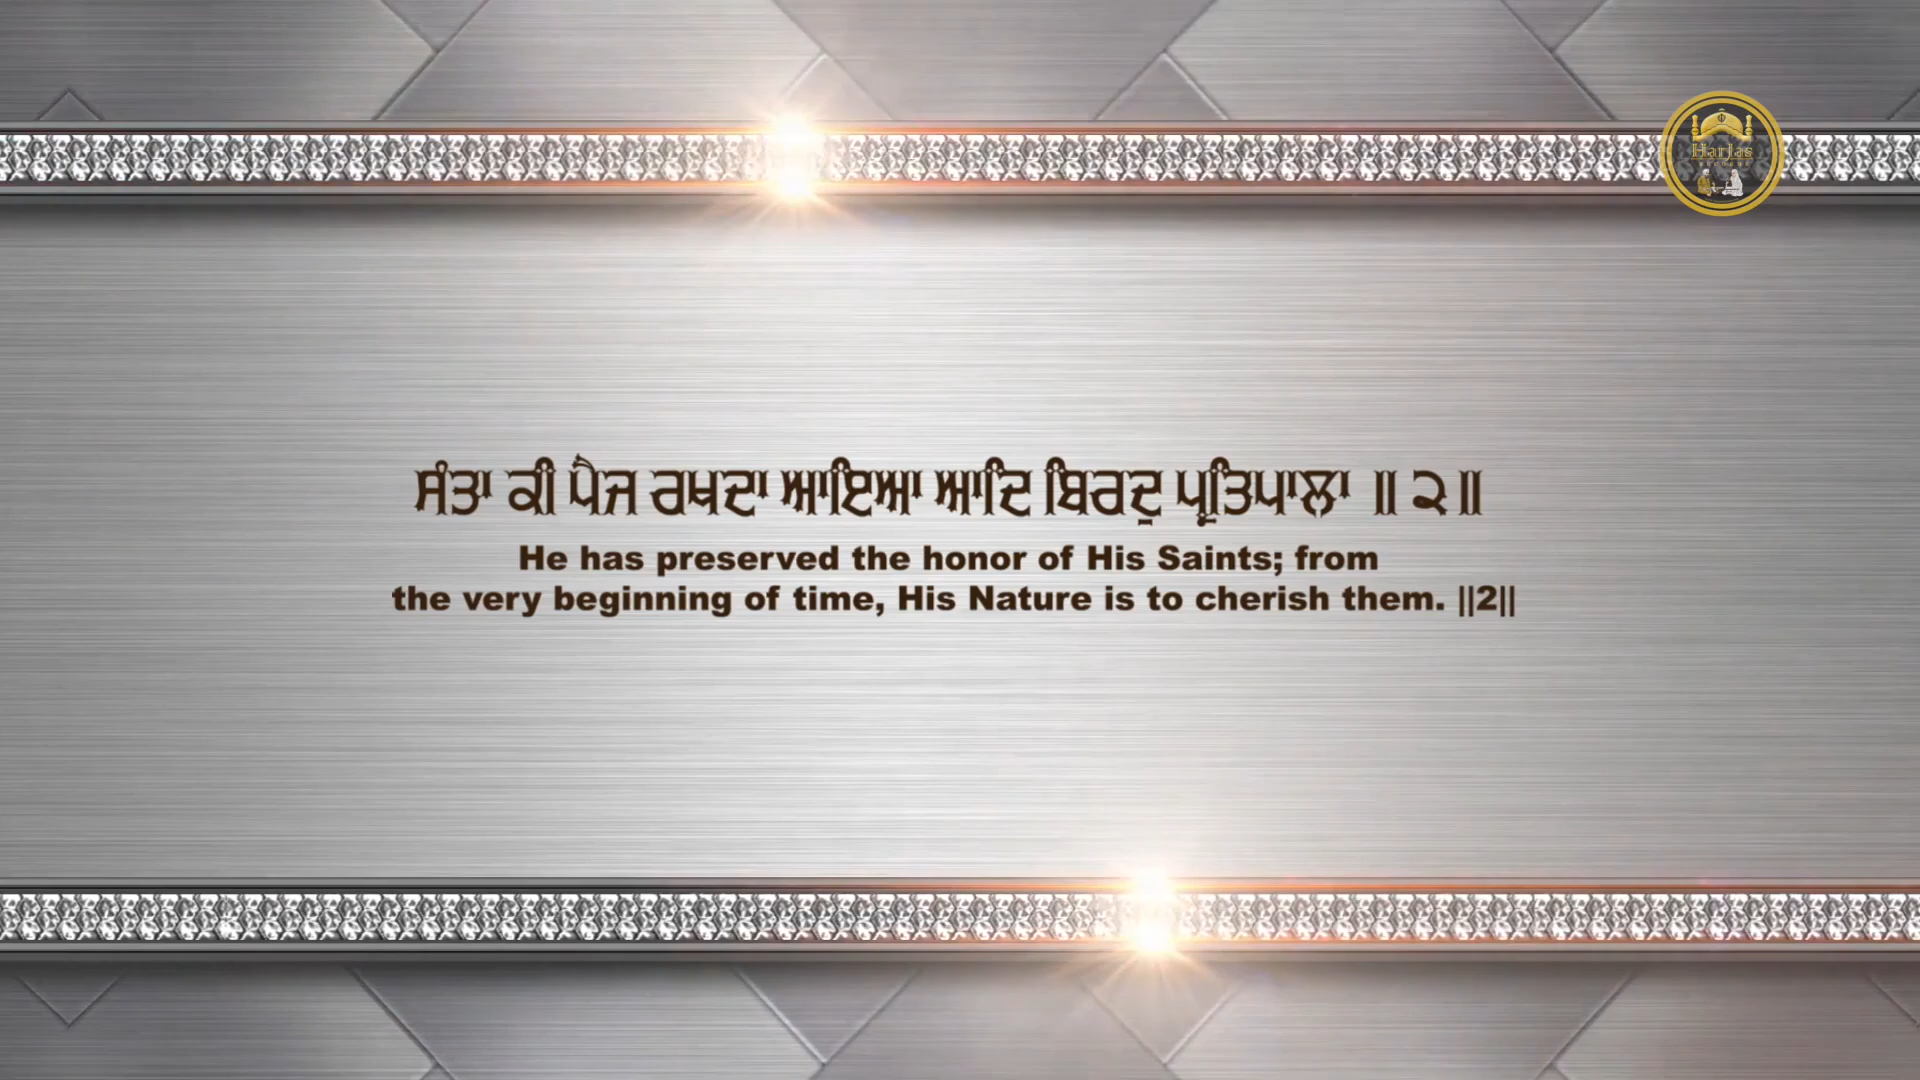 ਸੰਤਾ ਕੀ ਪੈਜ ਰਖਦਾ ਆਇਆ ਆਦਿ ਬਿਰਦੁ ਪ੍ਰਤਿਪਾਲਾ ॥੨॥
He has preserved the honor of His Saints; from
the very beginning of time, His Nature is to cherish them. ||2||
HarJas